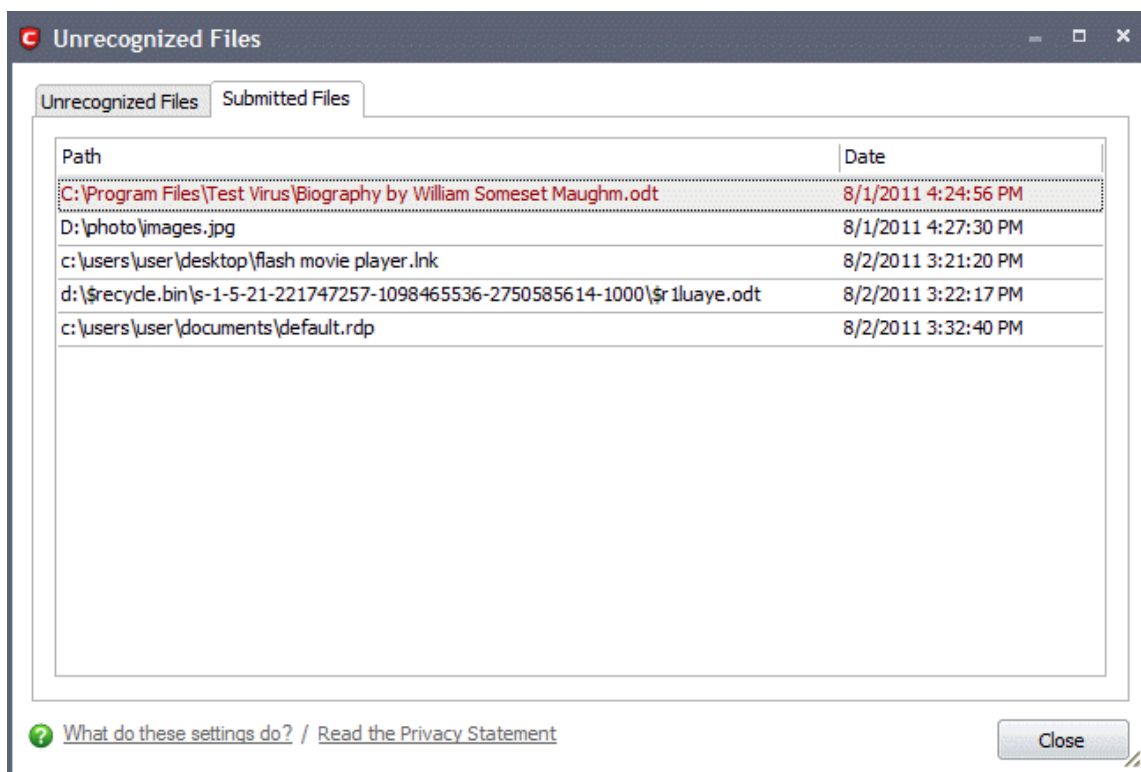 Unrecognized Files
Unrecognized Files Submitted Files
Path Date
C:\Program Files\Test Virus\Biography by William Someset Maughm.odt 8/1/2011 4:24:56 PM
D:\photo\images.jpg 8/1/2011 4:27:30 PM
c:\users\user\desktop\flash movie player.lnk 8/2/2011 3:21:20 PM
d:\$recycle.bin\s-1-5-21-221747257-1098465536-2750585614-1000\$r1luaye.odt 8/2/2011 3:22:17 PM
c:\users\user\documents\default.rdp 8/2/2011 3:32:40 PM
What do these settings do? / Read the Privacy Statement
Close